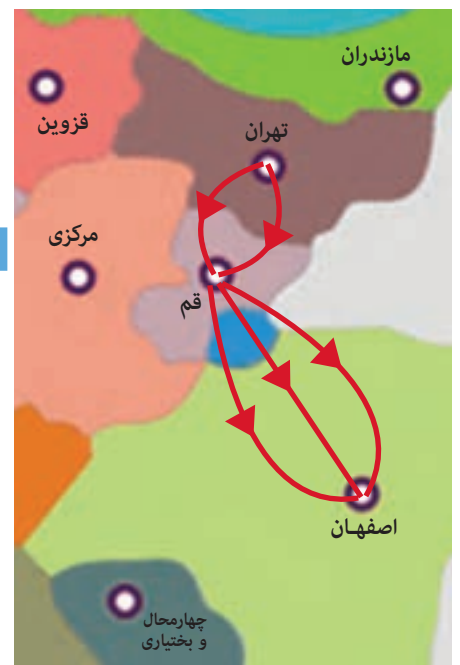 مازندران
قزوین
تهران
مرکزی
قم
اصفهـان
چهارمحال
و بختیاری